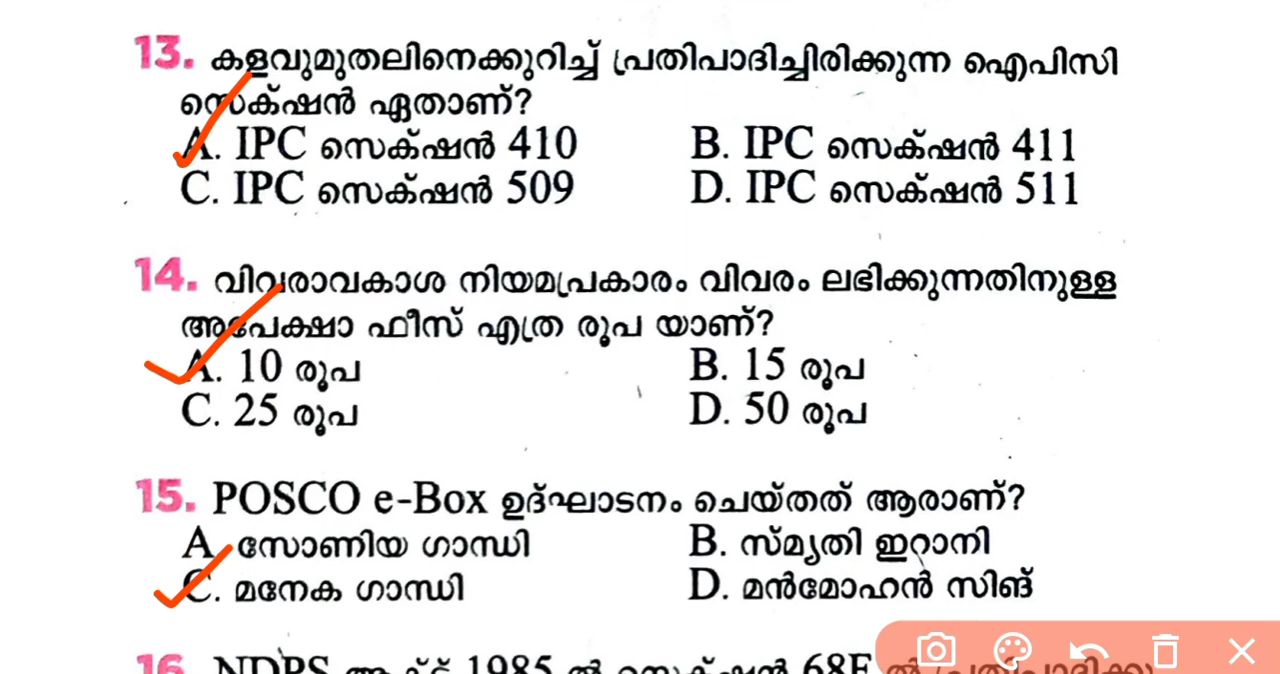 13. കളവുമുതലിനെക്കുറിച്ച് പ്രതിപാദിച്ചിരിക്കുന്ന ഐപിസി
സെക്ഷൻ ഏതാണ്?
A. IPC സെക്ഷൻ 410 B. IPC സെക്ഷൻ 411
C. IPC സെക്ഷൻ 509 D. IPC സെക്ഷൻ 511
14. വിവരാവകാശ നിയമപ്രകാരം വിവരം ലഭിക്കുന്നതിനുള്ള
അപേക്ഷാ ഫീസ് എത്ര രൂപ യാണ്?
A. 10 രൂപ B. 15 രൂപ
C. 25 രൂപ D. 50 രൂപ
15. POSCO e-Box ഉദ്ഘാടനം ചെയ്തത് ആരാണ്?
A. സോണിയ ഗാന്ധി B. സ്മൃതി ഇറാനി
C. മനേക ഗാന്ധി D. മൻമോഹൻ സിങ്
16. NDPS ആക്ട് 1985 ൽ സെക്ഷൻ 68F ൽ